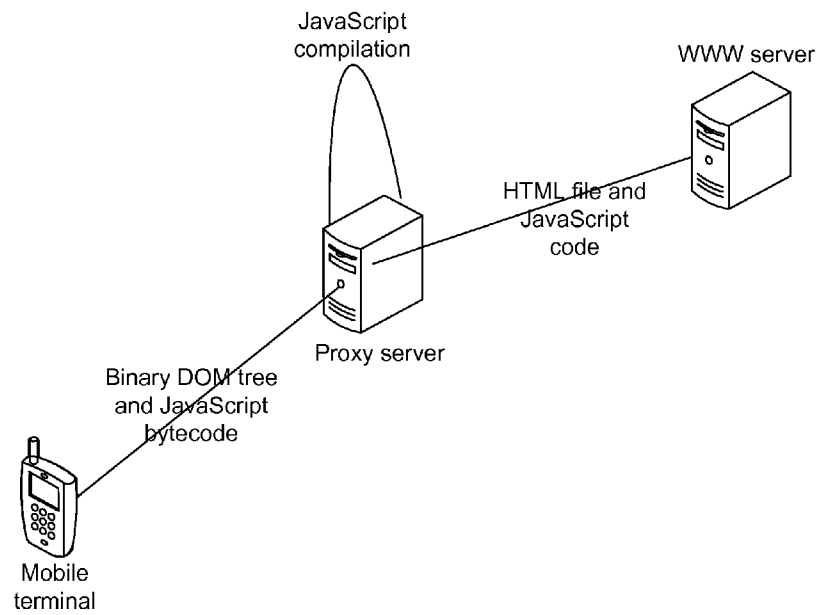 JavaScript
compilation
WWW server
HTML file and
JavaScript
code
Proxy server
Binary DOM tree
and JavaScript
bytecode
Mobile
terminal